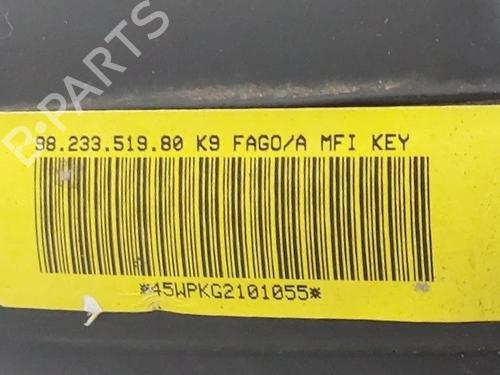 B-PARTS
98.233.519.80 K9 FAGO/A MFI KEY
*45WPKG2101055*